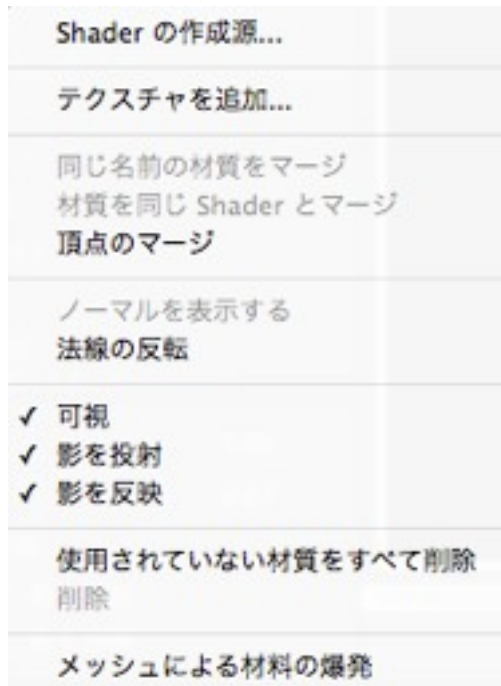 Shader の作成源...
テクスチャを追加...
同じ名前の材質をマージ
材質を同じ Shader とマージ
頂点のマージ
ノーマルを表示する
法線の反転
✓ 可視
✓ 影を投射
✓ 影を反映
使用されていない材質をすべて削除
削除
メッシュによる材料の爆発